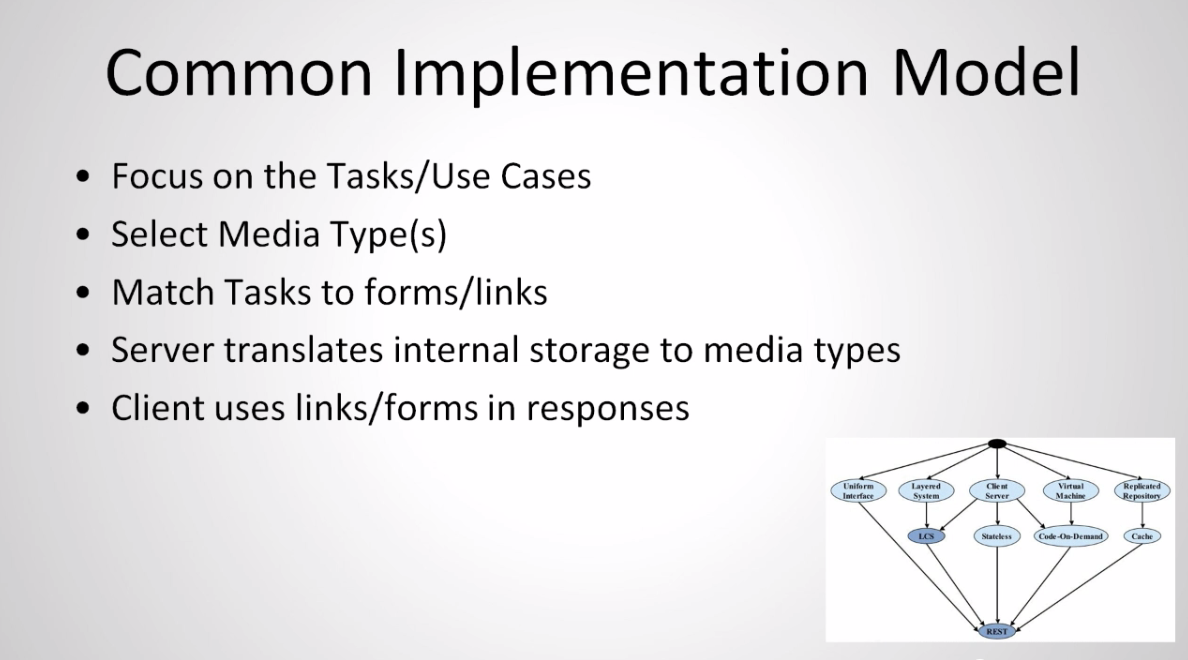 Common Implementation Model
• Focus on the Tasks/Use Cases
• Select Media Type(s)
• Match Tasks to forms/links
• Server translates internal storage to media types
• Client uses links/forms in responses
Uniform
Interface
Layered
System
Client
Server
Virtual
Machine
Replicated
Repository
LCS
Stateless
Code-On-Demand
Cache
REST